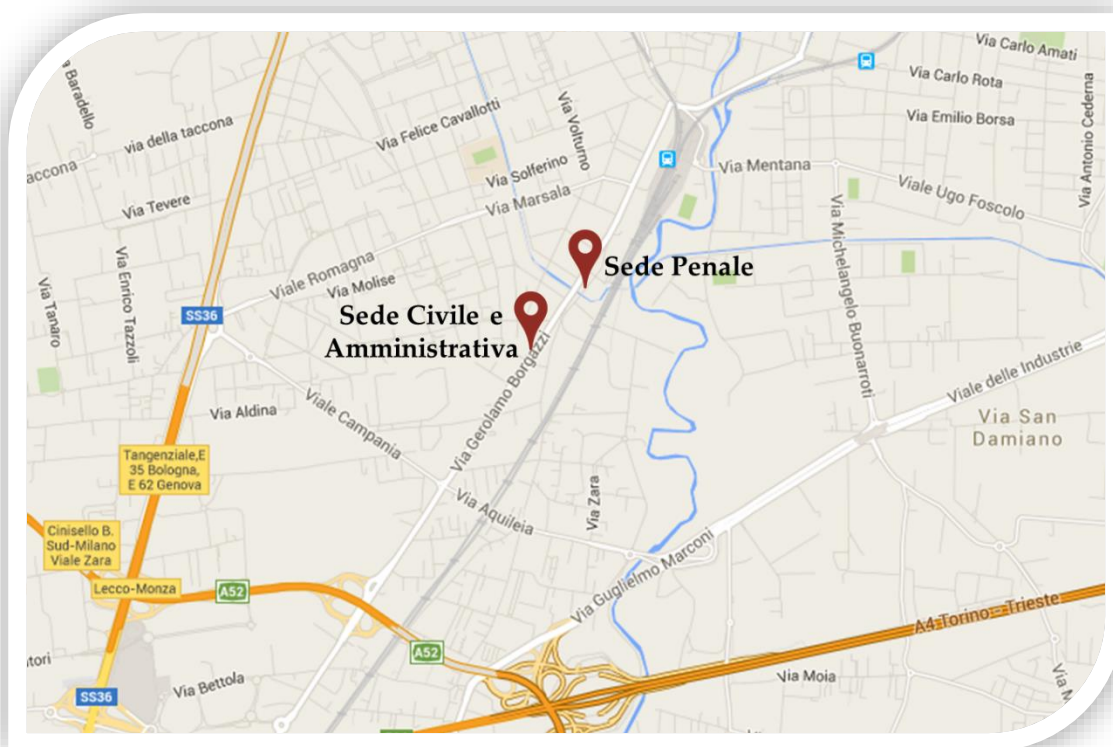 Via Carlo Amati
Via Carlo Rota
Via Emilio Borsa
Via Antonio Cederna
Baradello
via della taccona
Via Felice Cavallotti
Via Volturno
Via Solferino
Via Mentana
Viale Ugo Foscolo
accona
Via Tevere
Via Marsala
Via Michelangelo Buonarroti
Via Enrico Tazzoli
Via Tanaro
Viale Romagna
Via Molise
Sede Penale
SS36
Sede Civile e
Amministrativa
Via Gerolamo Borgazzi
Viale delle Industrie
Via Aldina
Viale Campania
Via San
Damiano
Tangenziale,E
35 Bologna,
E 62 Genova
Via Aquileia
Via Zara
Cinisello B.
Sud-Milano
Viale Zara
Via Guglielmo Marconi
Lecco-Monza
A52
A4 Torino - Trieste
A52
tori
Via Bettola
Via Moia
Via M
SS36